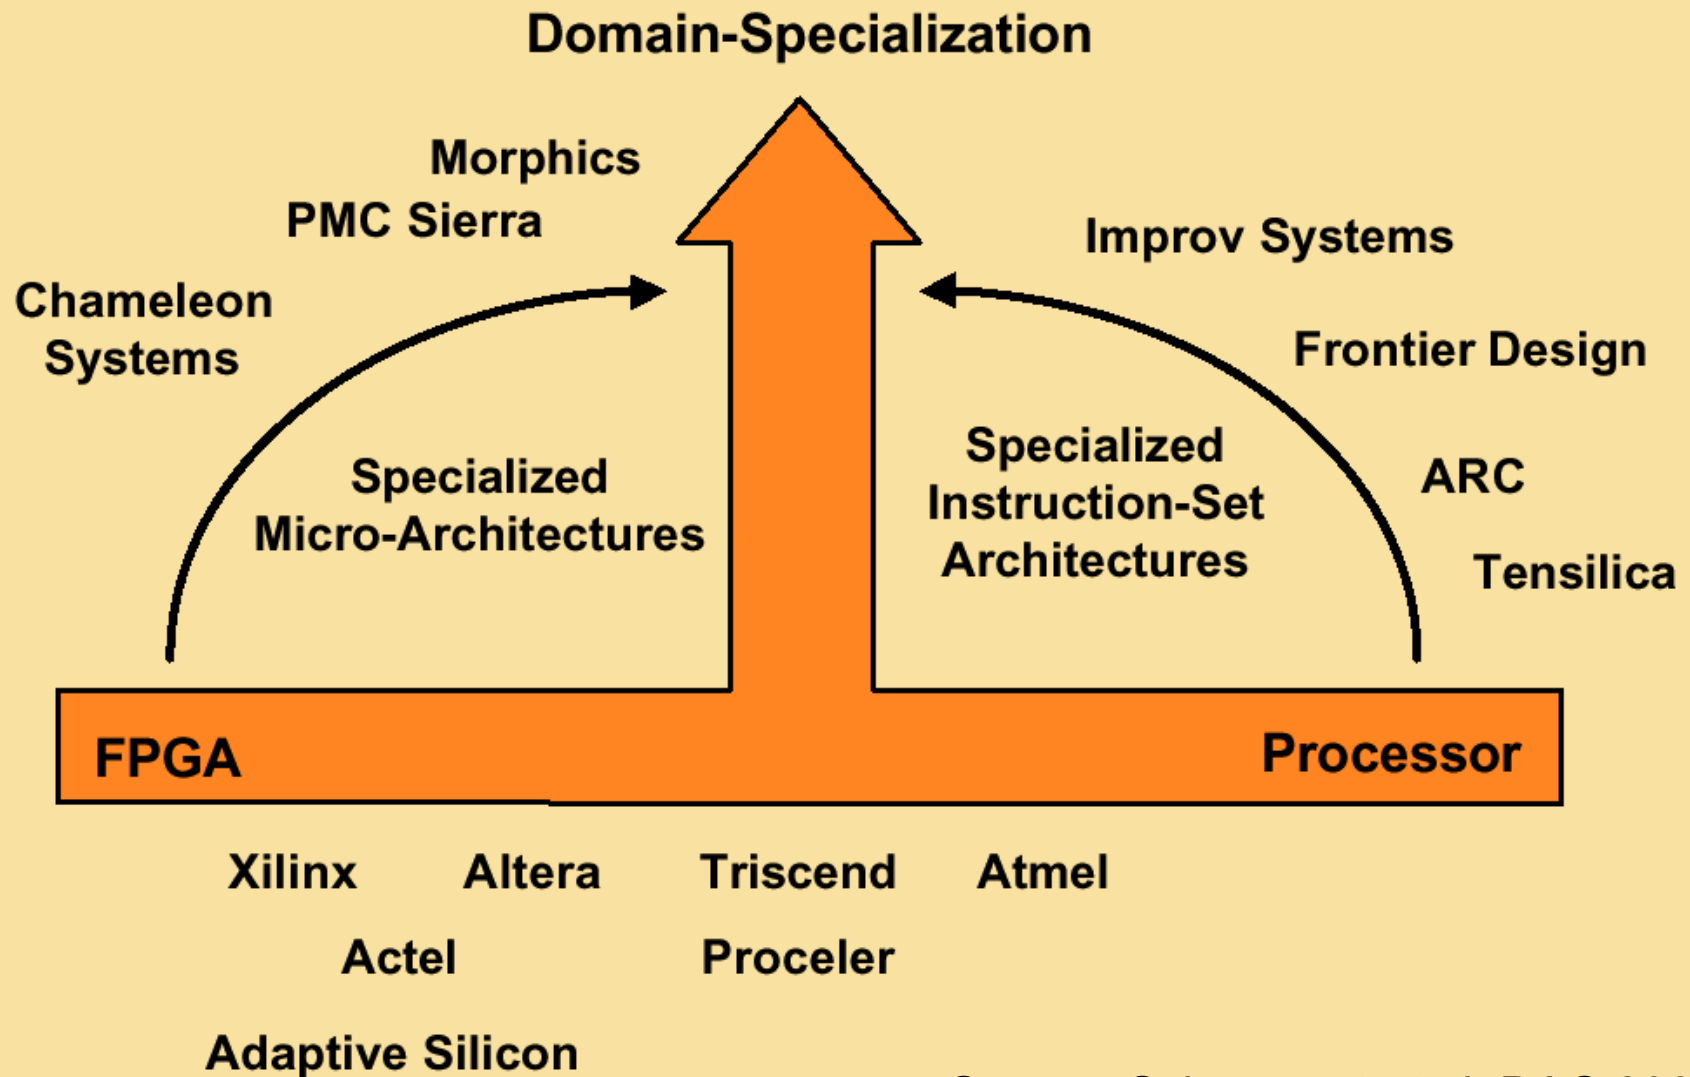 Domain-Specialization
Morphics
PMC Sierra
Improv Systems
Chameleon
Systems
Frontier Design
Specialized
Micro-Architectures
Specialized
Instruction-Set
Architectures
ARC
Tensilica
FPGA
Processor
Xilinx Altera Triscend Atmel
Actel Proceler
Adaptive Silicon